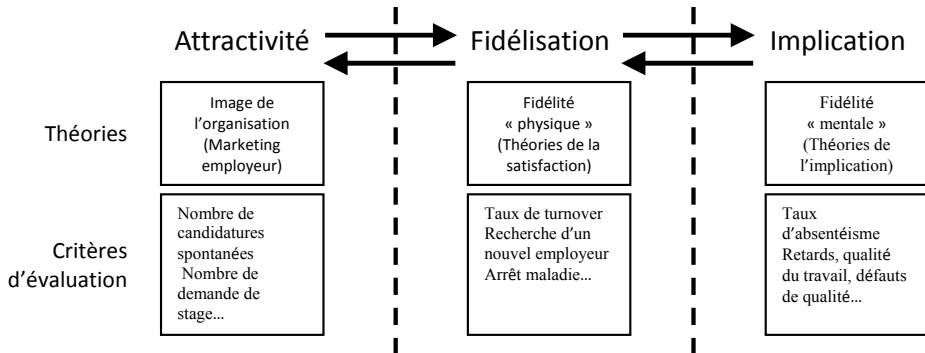 Attractivité
Fidélisation
Implication
Théories
Image de
l’organisation
(Marketing
employeur)
Fidélité
« physique »
(Théories de la
satisfaction)
Fidélité
« mentale »
(Théories de
l’implication)
Critères
d’évaluation
Nombre de
candidatures
spontanées
Nombre de
demande de
stage...
Taux de turnover
Recherche d’un
nouvel employeur
Arrêt maladie...
Taux
d’absentéisme
Retards, qualité
du travail, défauts
de qualité...